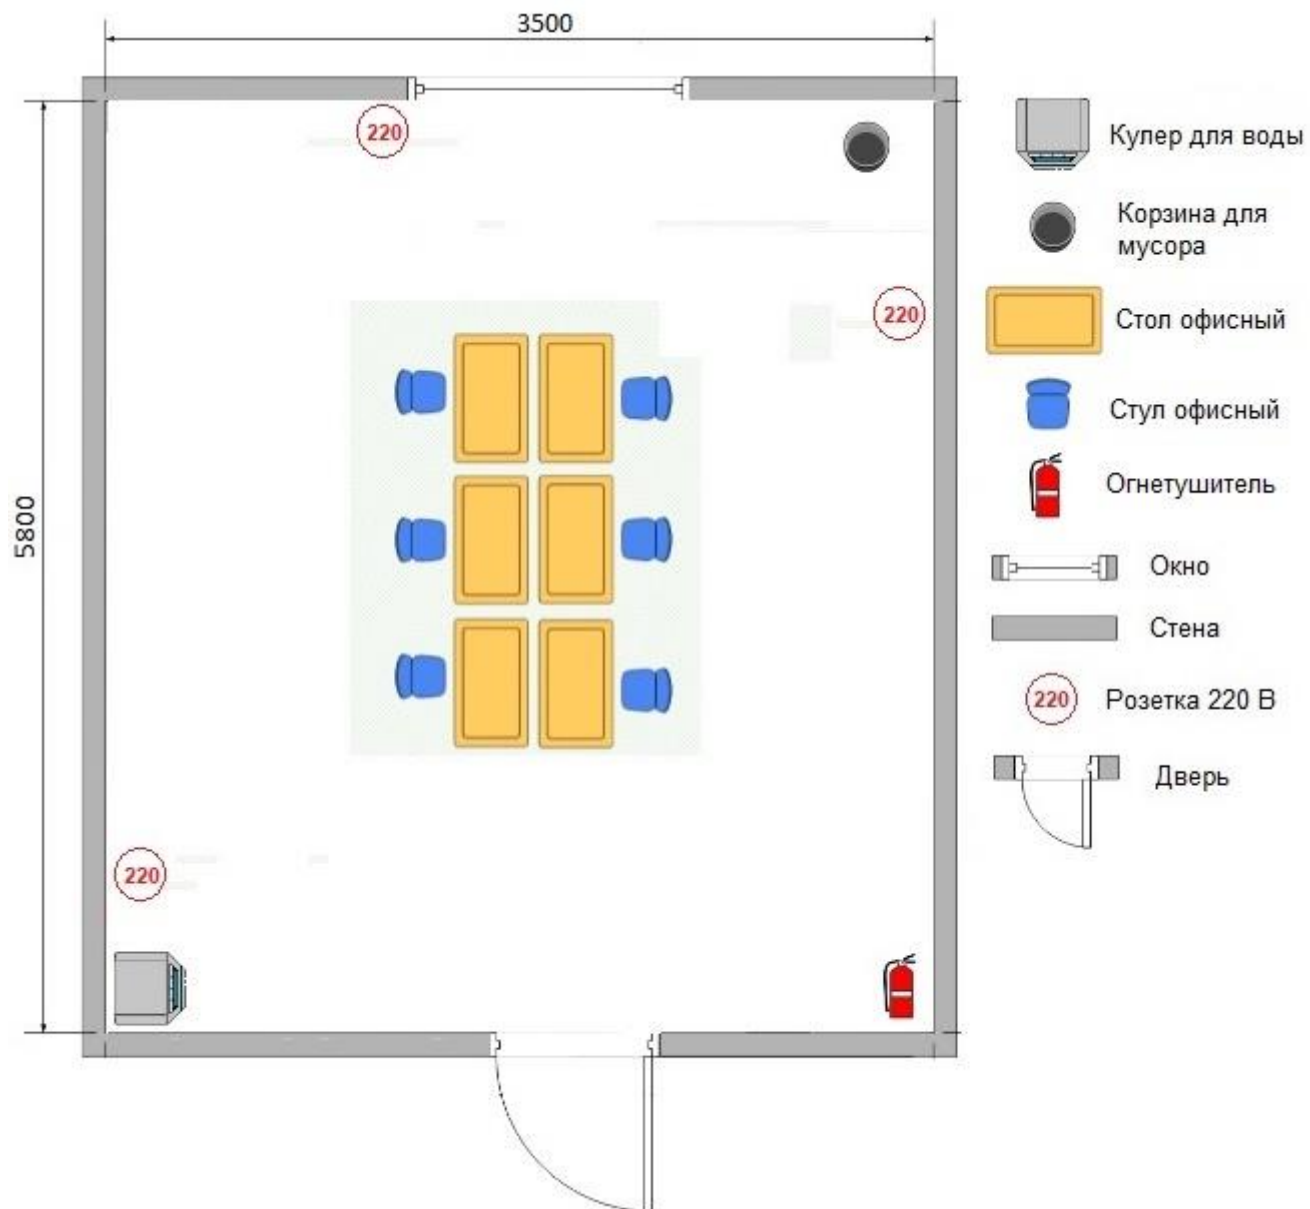 3500
220
Кулер для воды
Корзина для
мусора
220
Стол офисный
Стул офисный
Огнетушитель
5800
Окно
Стена
220
Розетка 220 В
Дверь
220